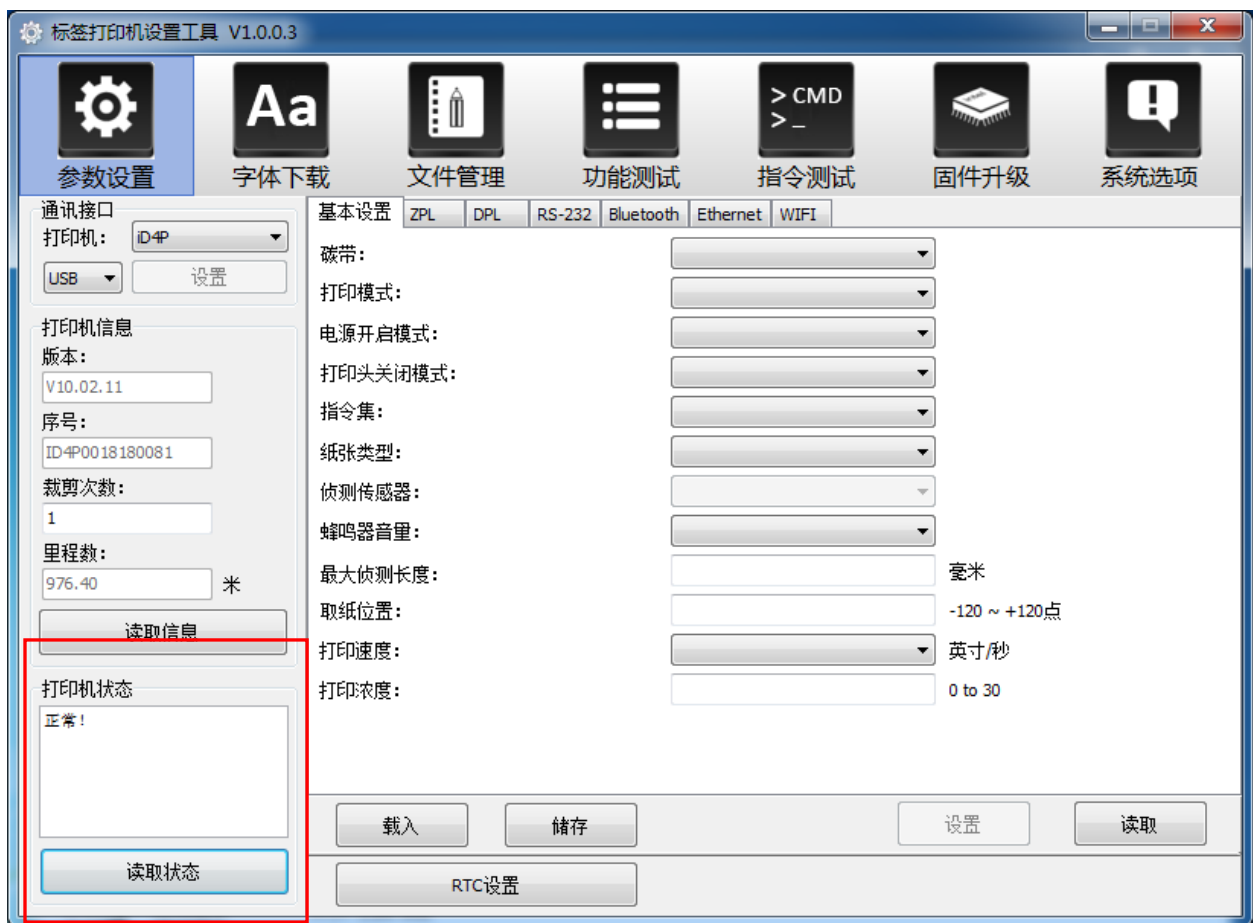 标签打印机设置工具 V1.0.0.3
Aa
> CMD
>_
参数设置
字体下载
文件管理
功能测试
指令测试
固件升级
系统选项
通讯接口
打印机：
iD4P
USB
设置
打印机信息
版本：
V10.02.11
序号：
ID4P0018180081
裁剪次数：
1
里程数：
976.40
米
读取信息
打印机状态
正常！
读取状态
基本设置
ZPL
DPL
RS-232
Bluetooth
Ethernet
WIFI
碳带：
打印模式：
电源开启模式：
打印头关闭模式：
指令集：
纸张类型：
侦测传感器：
蜂鸣器音量：
最大侦测长度：
毫米
取纸位置：
-120 ~ +120点
打印速度：
英寸/秒
打印浓度：
0 to 30
载入
储存
设置
读取
RTC设置